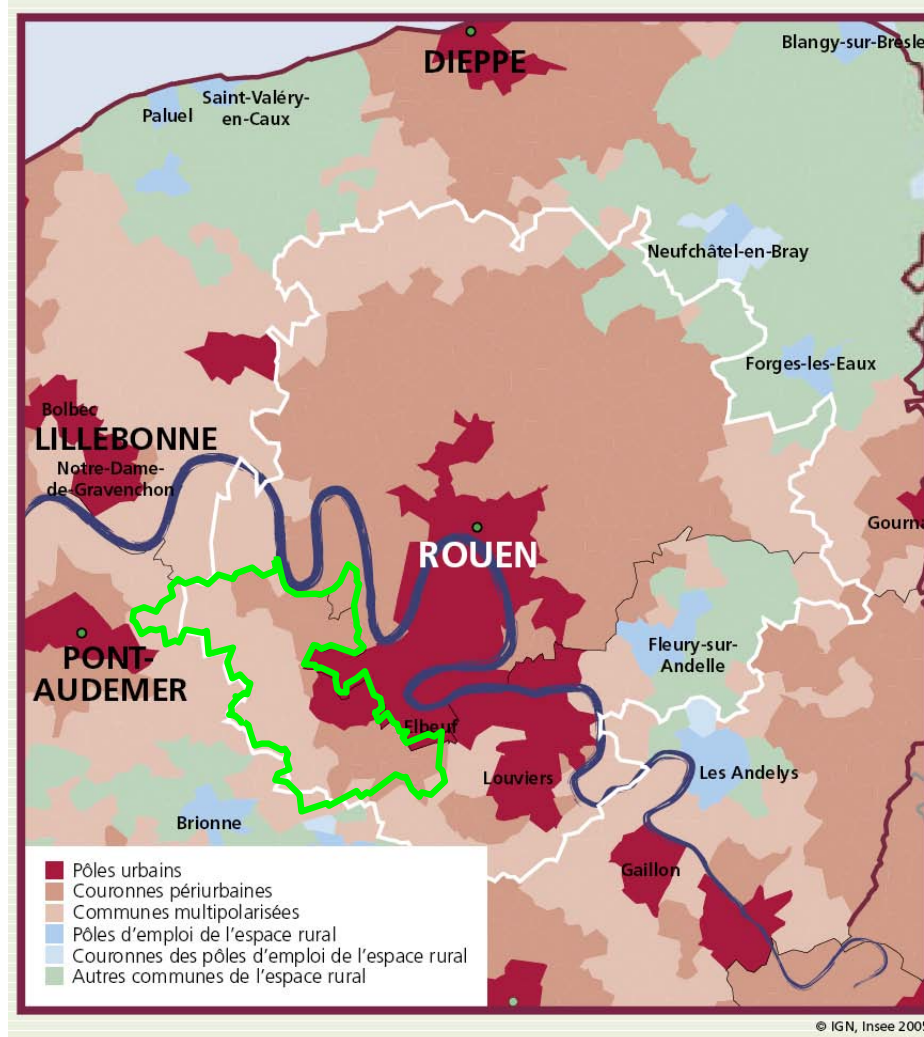 DIEPPE
Blangy-sur-Bresle
Saint-Valéry-
en-Caux
Paluel
Neufchâtel-en-Bray
Forges-les-Eaux
Bolbec
LILLEBONNE
Notre-Dame-
de-Gravenchon
Gourna
ROUEN
Fleury-sur-
Andelle
PONT-
AUDEMER
Elbeuf
Louviers
Les Andelys
Brionne
Gaillon
Pôles urbains
Couronnes périurbaines
Communes multipolarisées
Pôles d'emploi de l'espace rural
Couronnes des pôles d'emploi de l'espace rural
Autres communes de l'espace rural
© IGN, Insee 2005